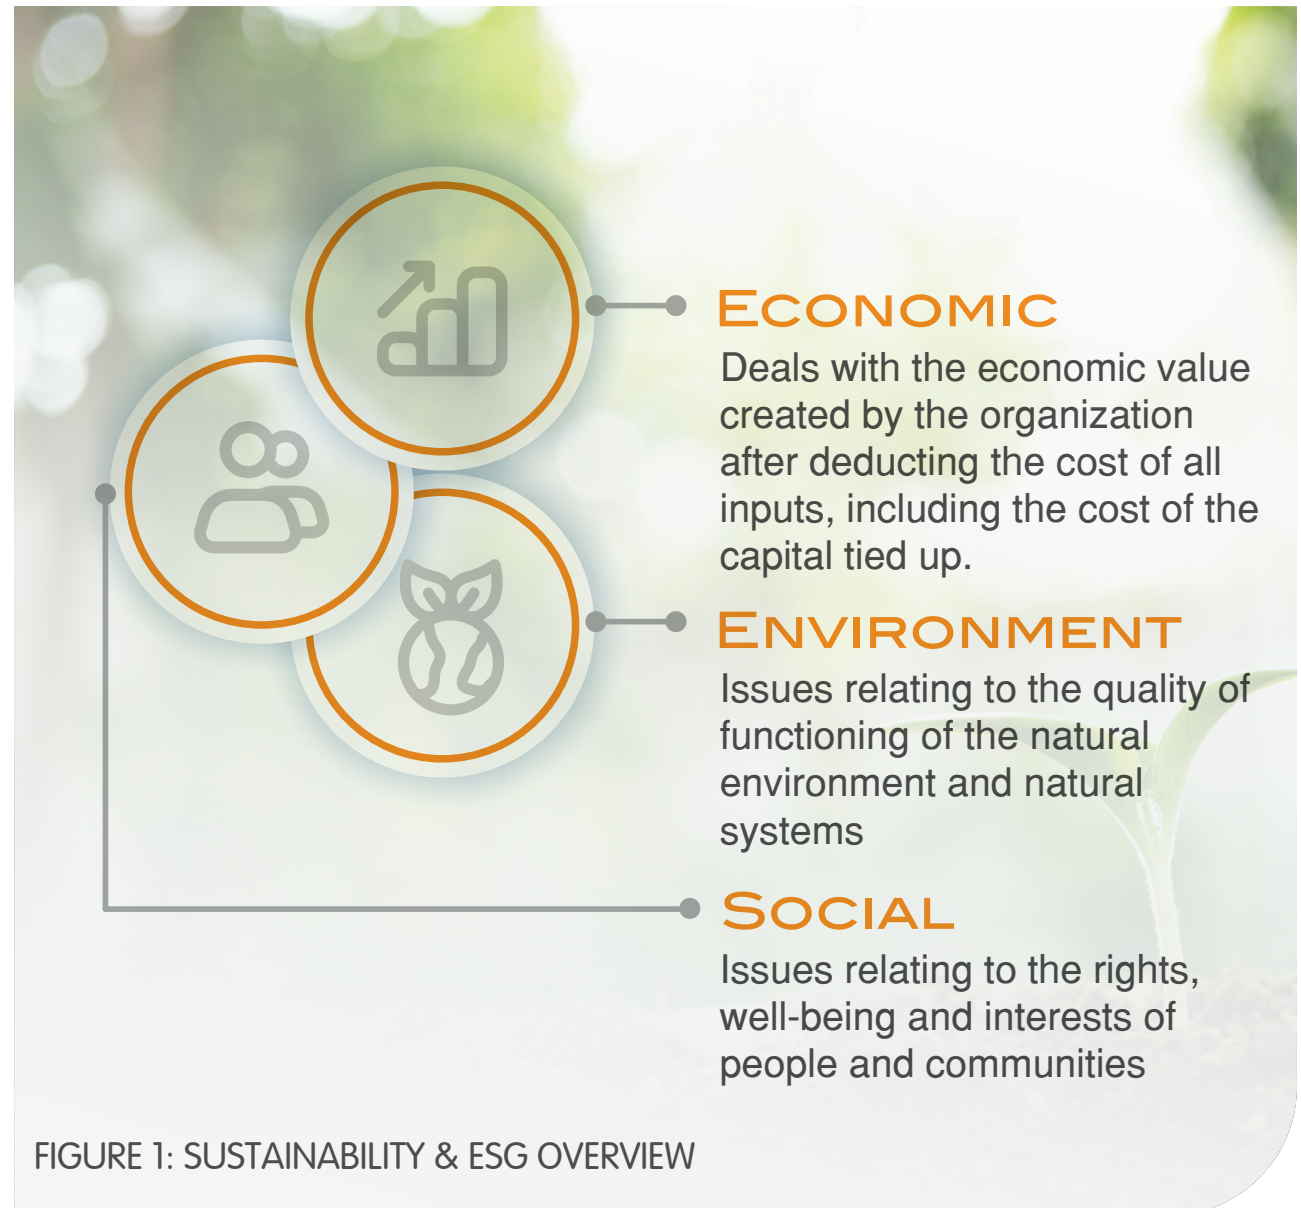 ECONOMIC
Deals with the economic value
created by the organization
after deducting the cost of all
inputs, including the cost of the
capital tied up.
ENVIRONMENT
Issues relating to the quality of
functioning of the natural
environment and natural
systems
SOCIAL
Issues relating to the rights,
well-being and interests of
people and communities
FIGURE 1: SUSTAINABILITY & ESG OVERVIEW